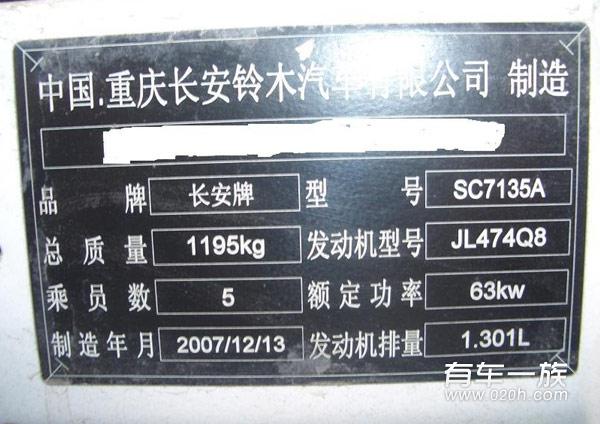 中国.重庆长安铃木汽车有限公司 制造
品牌 长安牌 型号 SC7135A
总质量 1195kg 发动机型号 JL474Q8
乘员数 5 额定功率 63kw
制造年月 2007/12/13 发动机排量 1.301L
有车一族
www.020h.com